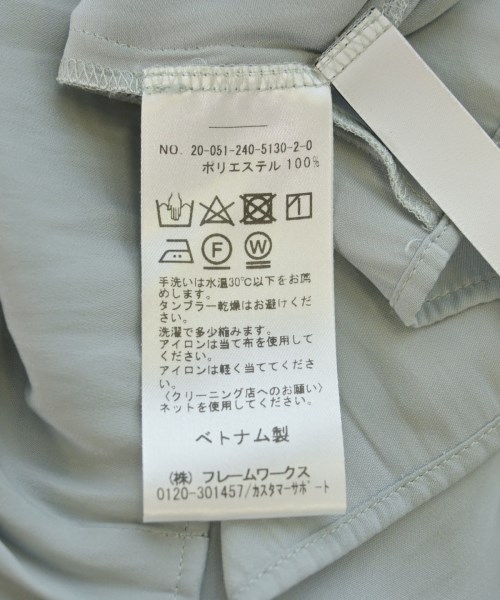 NO. 20-051-240-5130-2-0
ポリエステル 100%
F
W
手洗いは水温30℃以下をお薦
めします。
タンブラー乾燥はお避けくだ
さい。
洗濯で多少縮みます。
アイロンは当て布を使用して
ください。
アイロンは軽く当ててくださ
い。
〈クリーニング店へのお願い〉
ネットを使用してください。
ベトナム製
(株) フレームワークス
0120-301457/カスタマーサポート